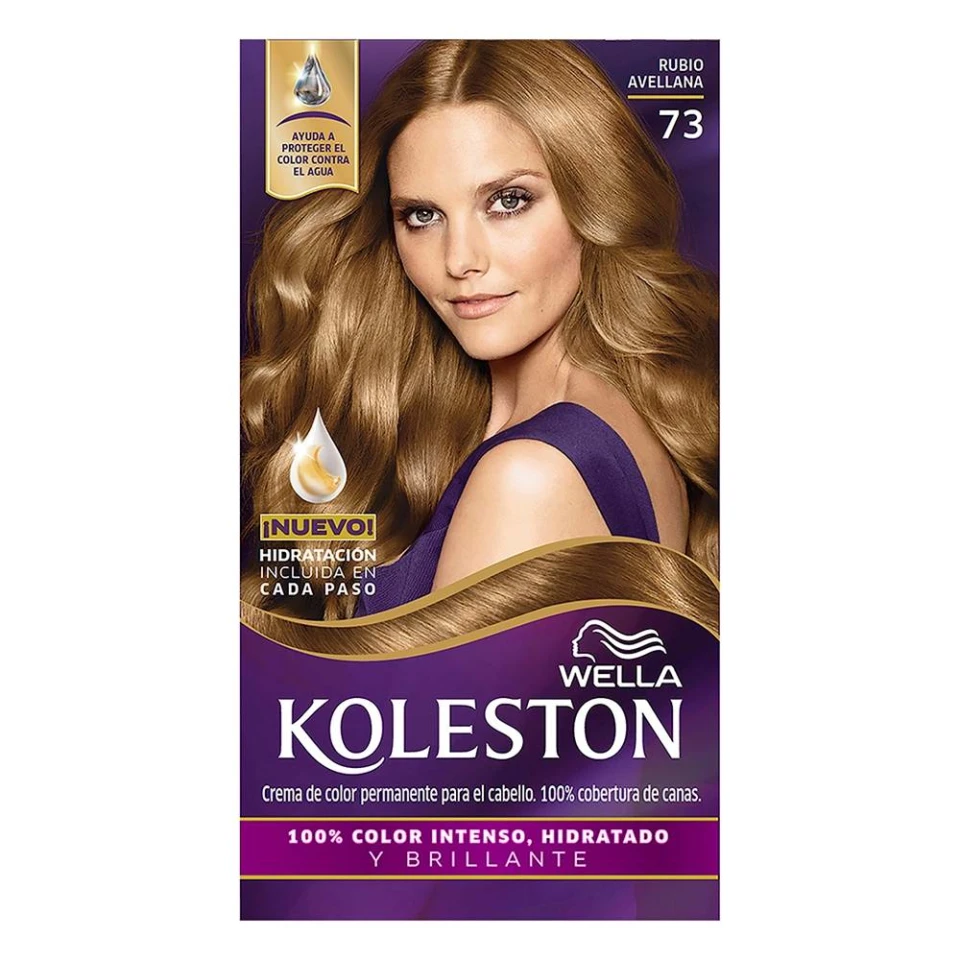 RUBIO
AVELLANA
73
AYUDA A
PROTEGER EL
COLOR CONTRA
EL AGUA
¡NUEVO!
HIDRATACIÓN
INCLUIDA EN
CADA PASO
WELLA
KOLESTON
Crema de color permanente para el cabello. 100% cobertura de canas.
100% COLOR INTENSO, HIDRATADO
Y BRILLANTE